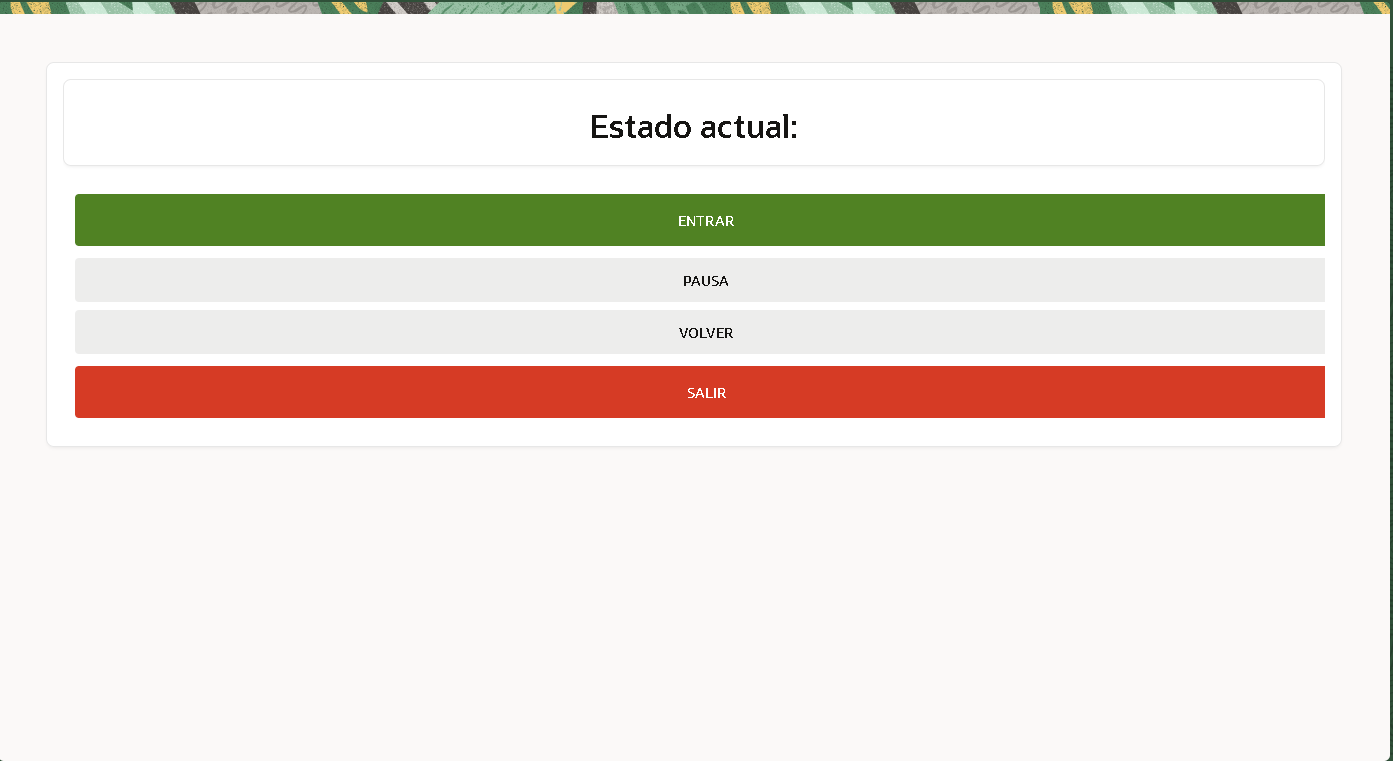 Estado actual:
ENTRAR
PAUSA
VOLVER
SALIR